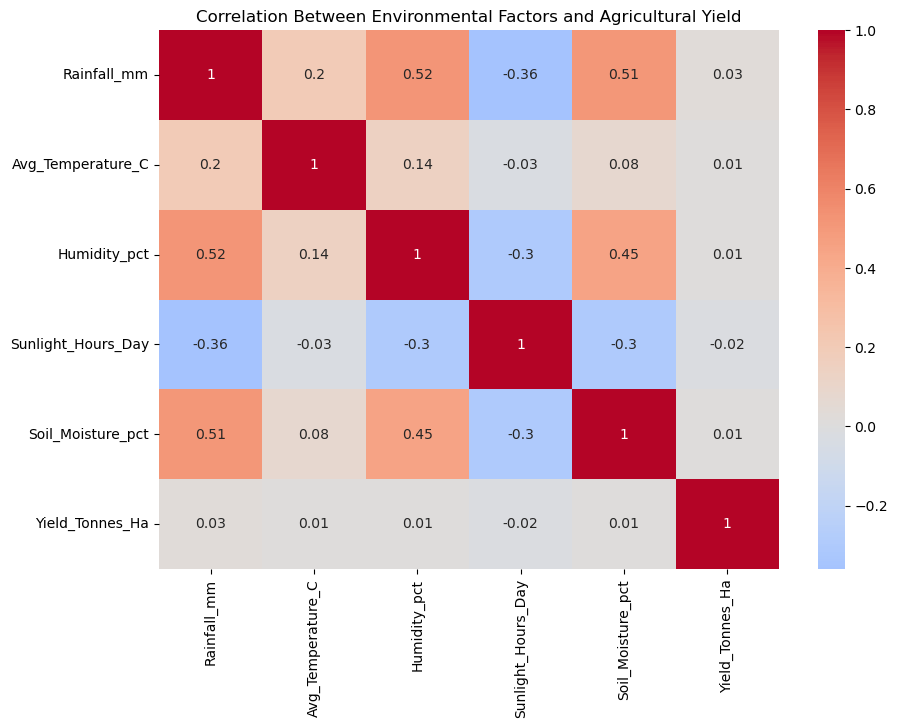 Correlation Between Environmental Factors and Agricultural Yield
Rainfall_mm 1 0.2 0.52 -0.36 0.51 0.03
Avg_Temperature_C 0.2 1 0.14 -0.03 0.08 0.01
Humidity_pct 0.52 0.14 1 -0.3 0.45 0.01
Sunlight_Hours_Day -0.36 -0.03 -0.3 1 -0.3 -0.02
Soil_Moisture_pct 0.51 0.08 0.45 -0.3 1 0.01
Yield_Tonnes_Ha 0.03 0.01 0.01 -0.02 0.01 1
Rainfall_mm
Avg_Temperature_C
Humidity_pct
Sunlight_Hours_Day
Soil_Moisture_pct
Yield_Tonnes_Ha
1.0
0.8
0.6
0.4
0.2
0.0
−0.2